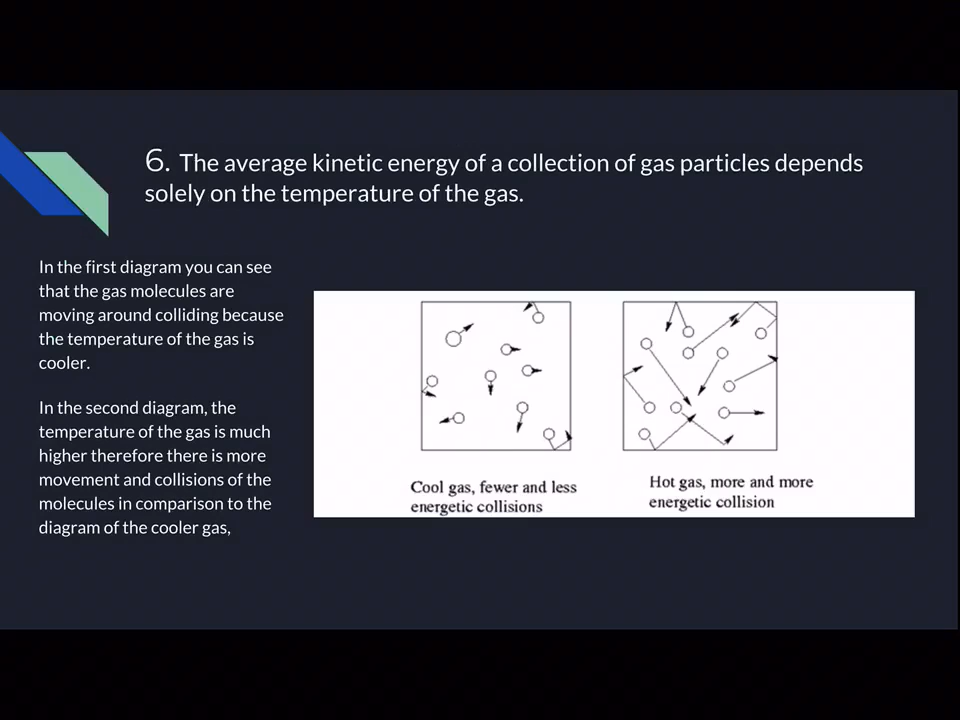 6. The average kinetic energy of a collection of gas particles depends
solely on the temperature of the gas.
In the first diagram you can see
that the gas molecules are
moving around colliding because
the temperature of the gas is
cooler.
In the second diagram, the
temperature of the gas is much
higher therefore there is more
movement and collisions of the
molecules in comparison to the
diagram of the cooler gas,
Cool gas, fewer and less
energetic collisions
Hot gas, more and more
energetic collision